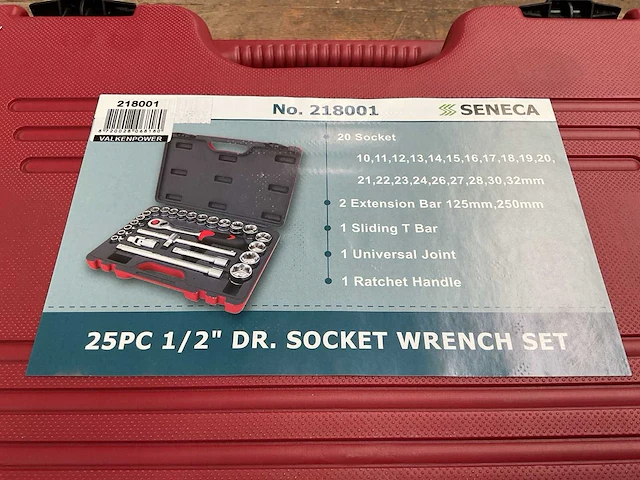 218001
8720028068180
VALKENPOWER
No. 218001
SENECA
20 Socket
10,11,12,13,14,15,16,17,18,19,20,
21,22,23,24,26,27,28,30,32mm
2 Extension Bar 125mm,250mm
1 Sliding T Bar
1 Universal Joint
1 Ratchet Handle
25PC 1/2" DR. SOCKET WRENCH SET